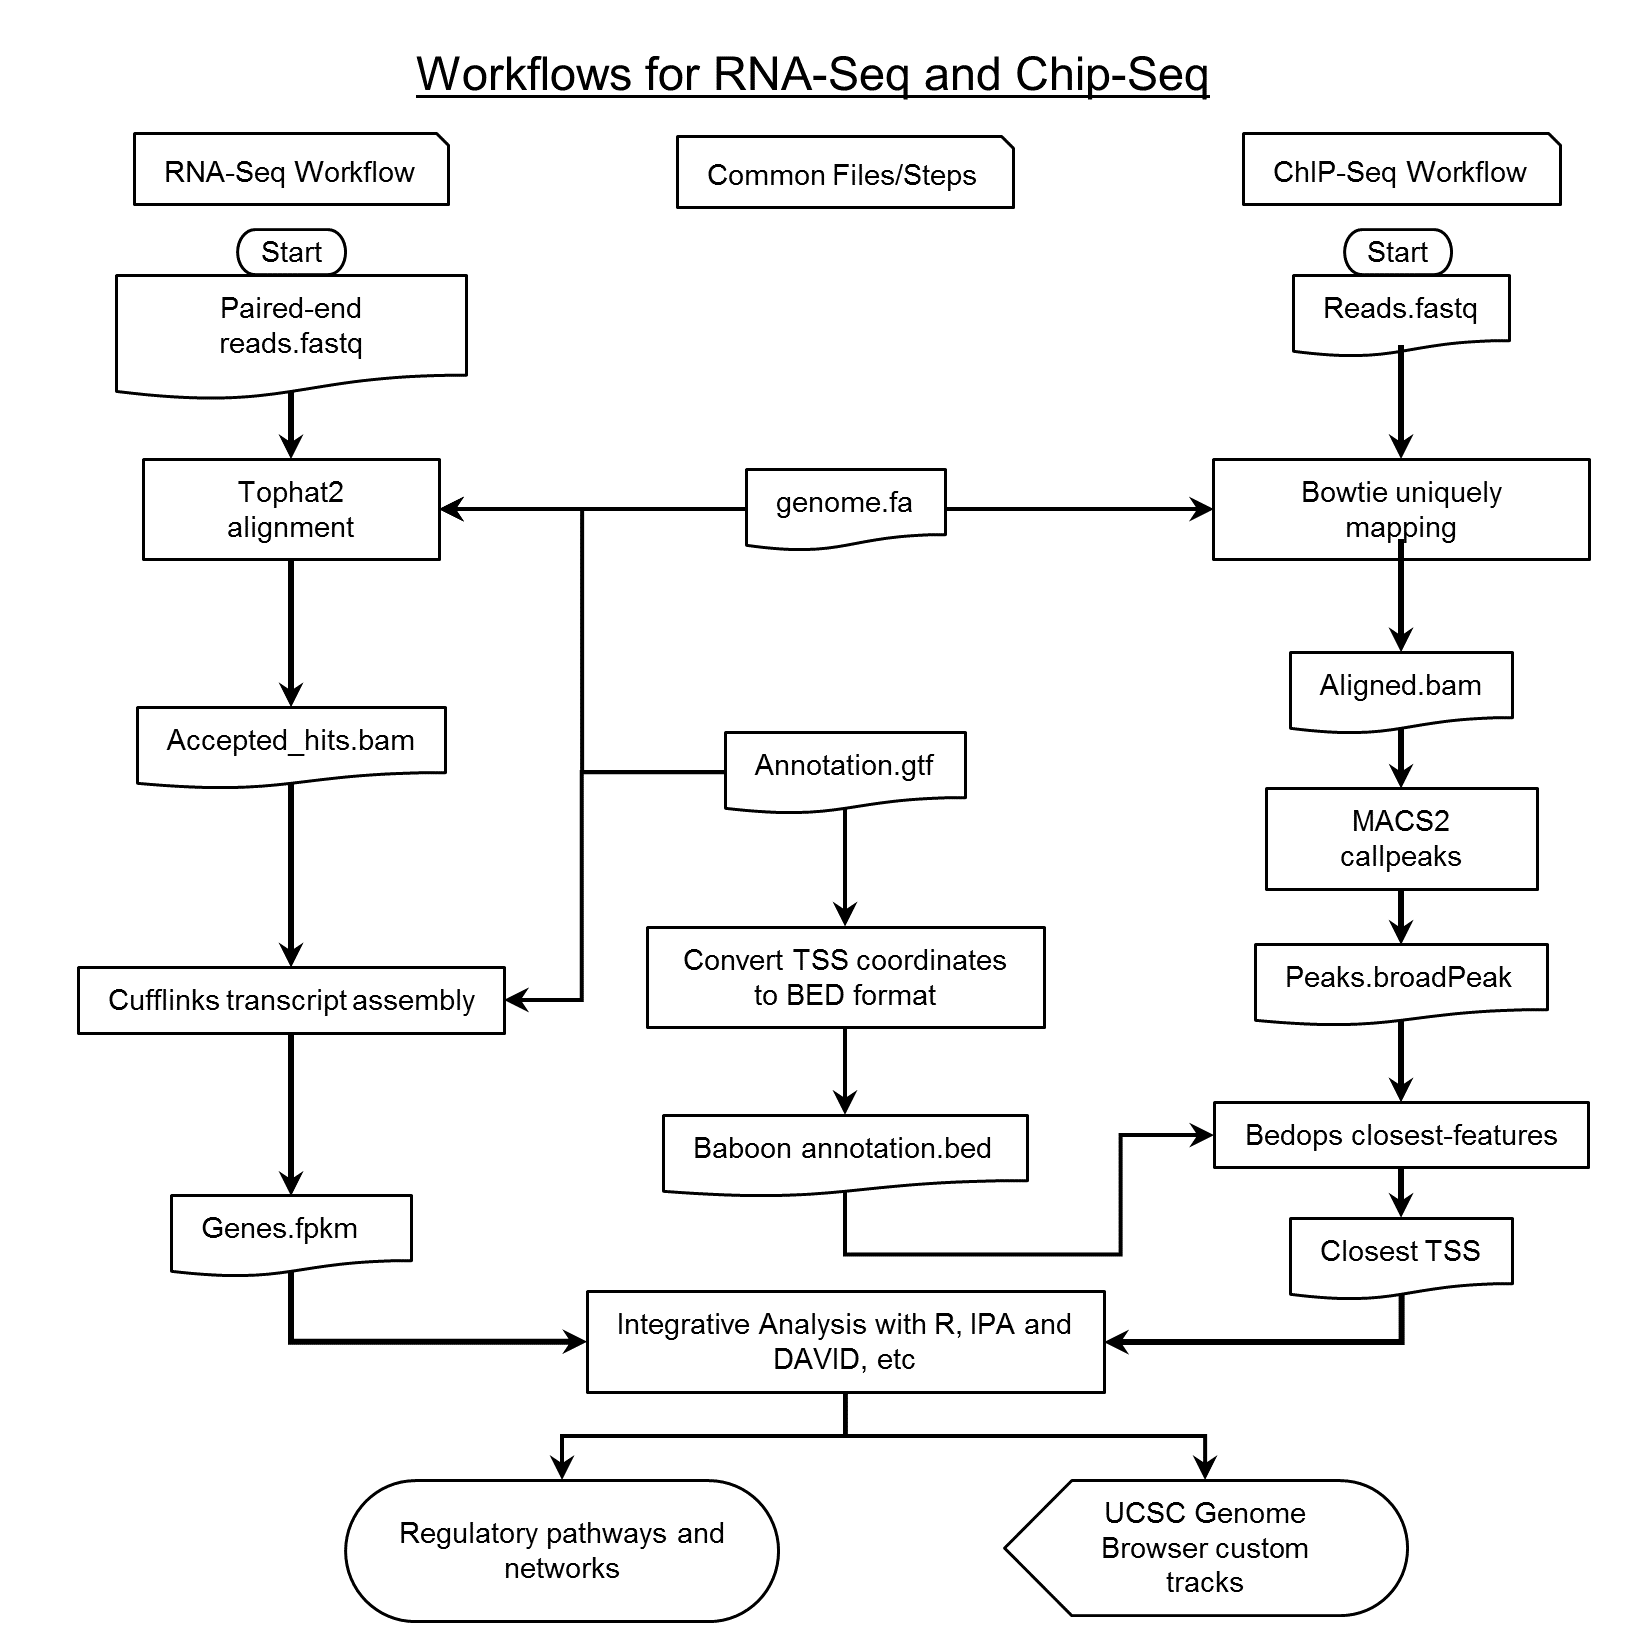 Workflows for RNA-Seq and Chip-Seq
RNA-Seq Workflow
Common Files/Steps
ChIP-Seq Workflow
Start
Start
Paired-end
reads.fastq
Reads.fastq
Tophat2
alignment
genome.fa
Bowtie uniquely
mapping
Accepted_hits.bam
Annotation.gtf
Aligned.bam
MACS2
callpeaks
Cufflinks transcript assembly
Convert TSS coordinates
to BED format
Peaks.broadPeak
Baboon annotation.bed
Bedops closest-features
Genes.fpkm
Closest TSS
Integrative Analysis with R, IPA and
DAVID, etc
Regulatory pathways and
networks
UCSC Genome
Browser custom
tracks